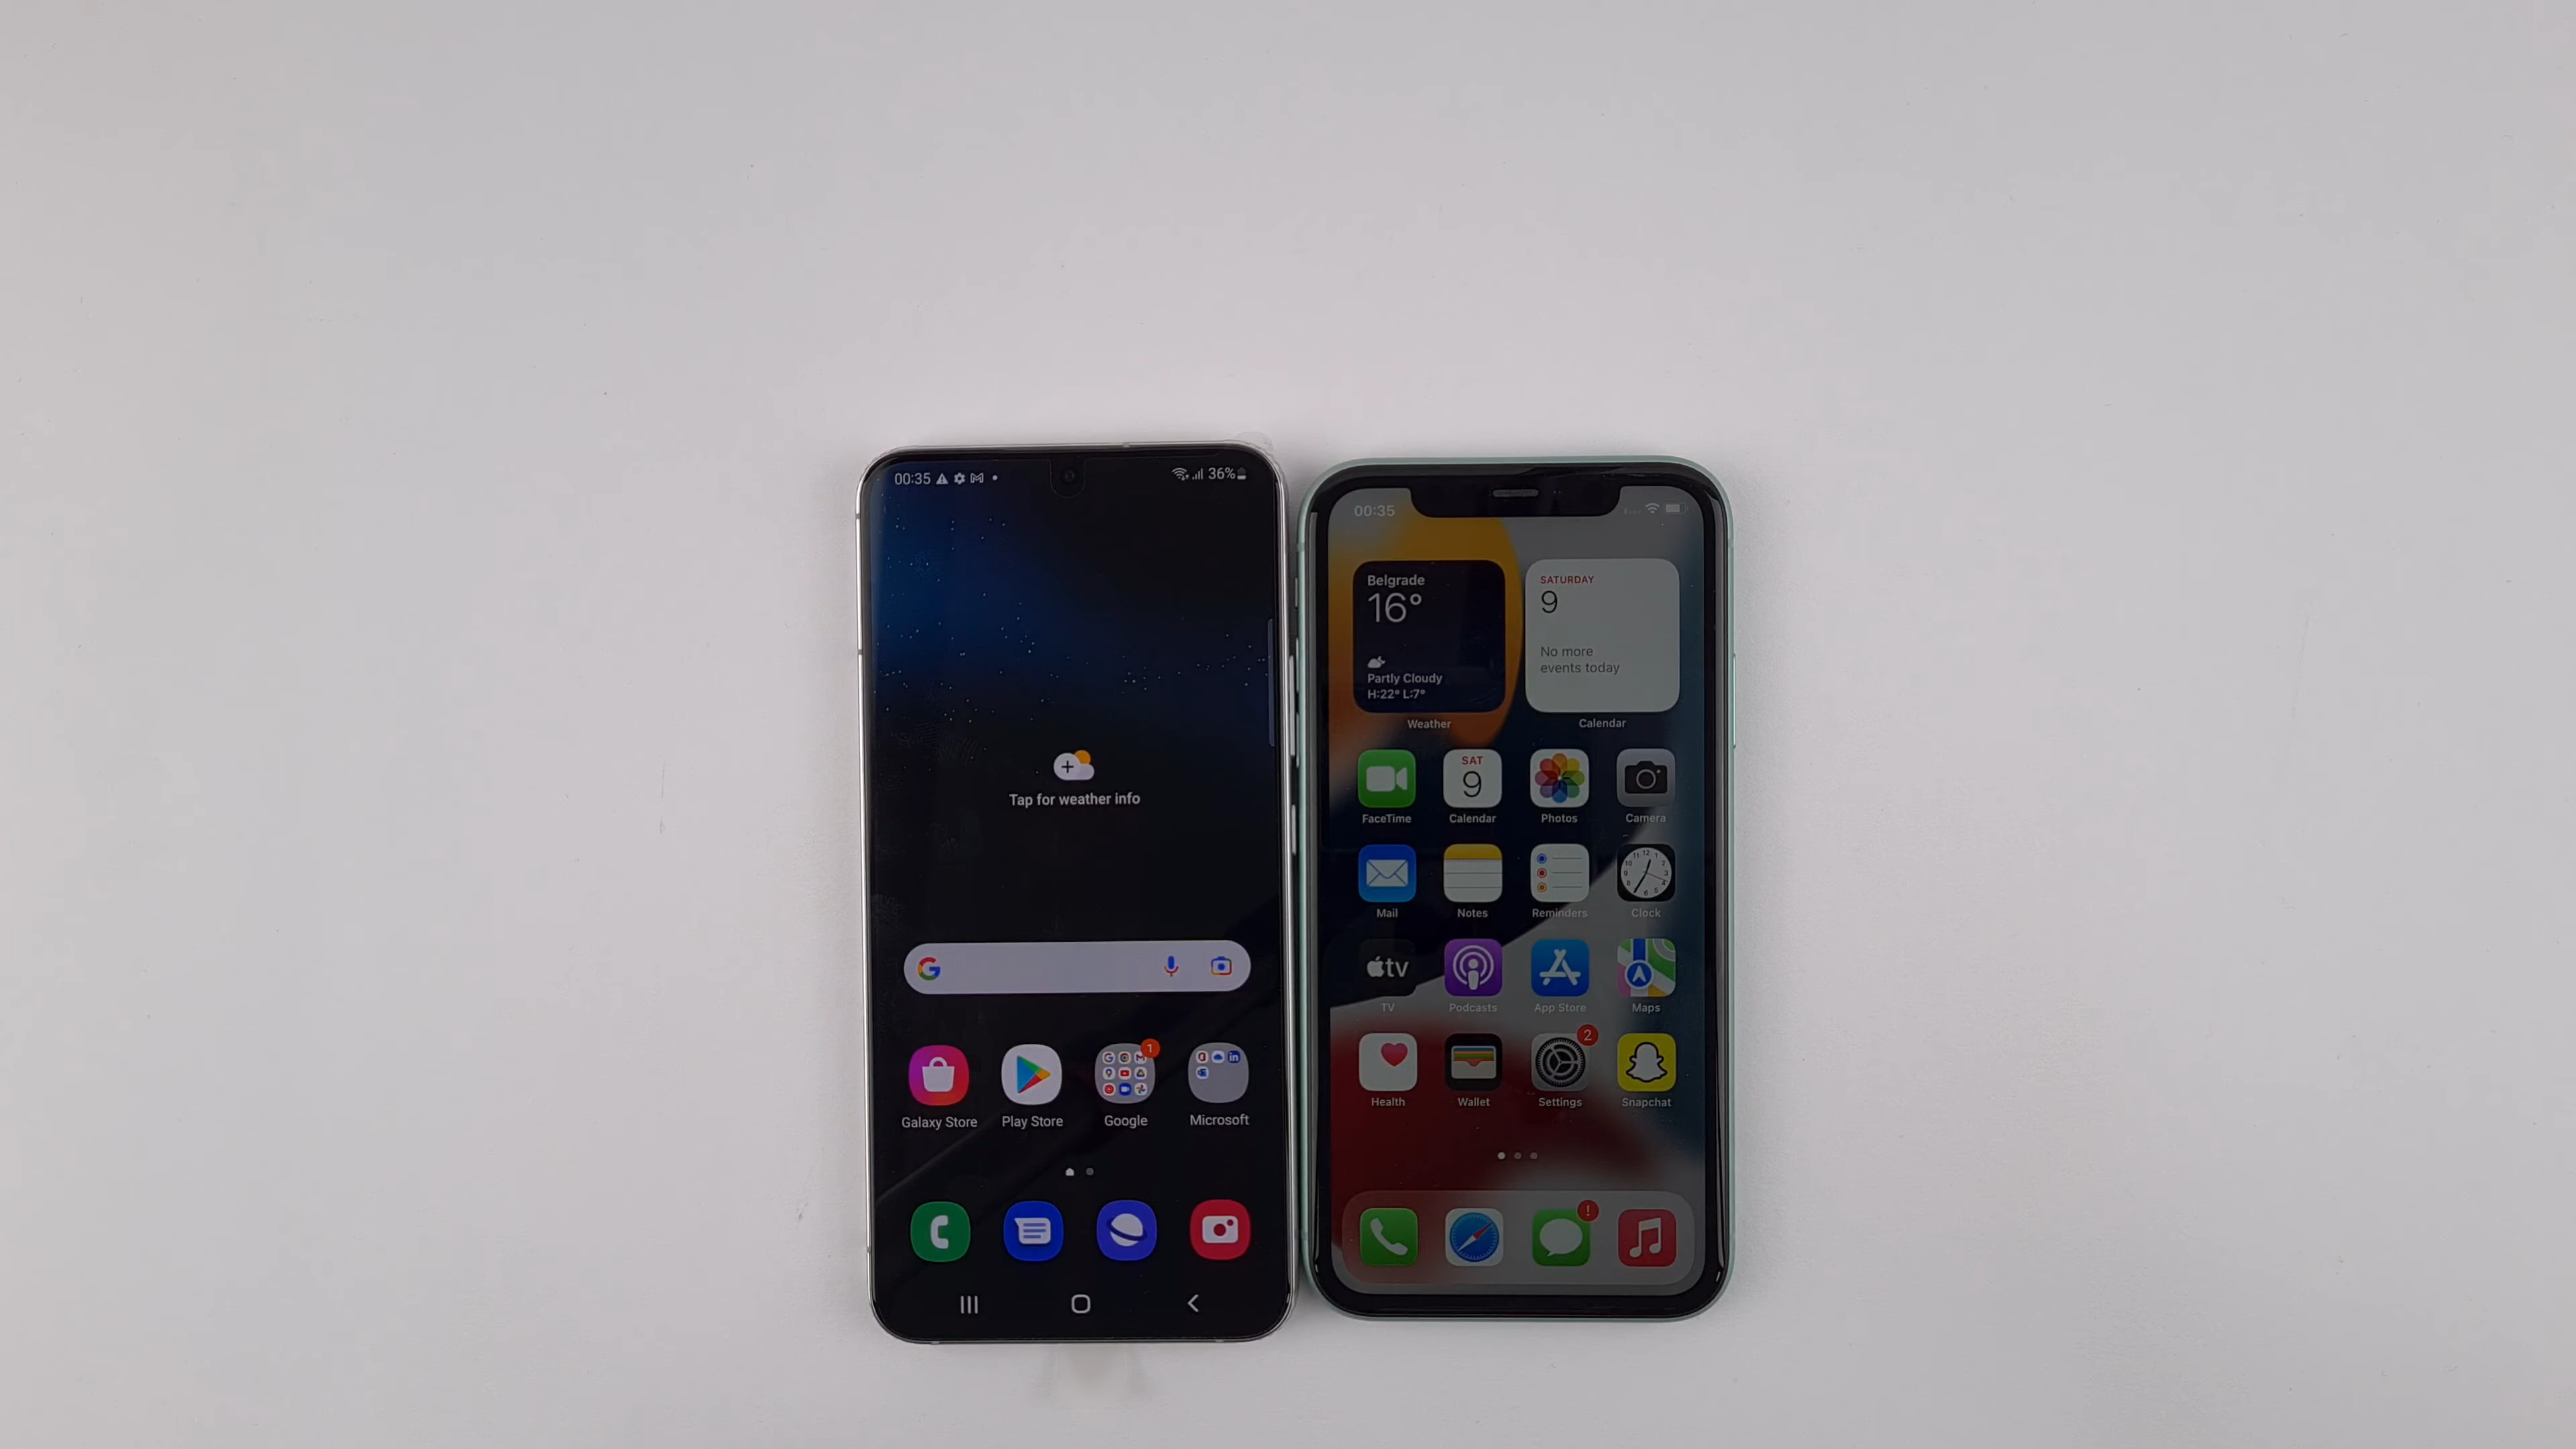 00:35
36%
Tap for weather info
Galaxy Store
Play Store
Google
Microsoft
1
00:35
Belgrade
16°
Partly Cloudy
H:22° L:7°
Weather
SATURDAY
9
No more
events today
Calendar
SAT
9
FaceTime
Calendar
Photos
Camera
Mail
Notes
Reminders
Clock
tv
TV
Podcasts
App Store
Maps
2
Health
Wallet
Settings
Snapchat
!